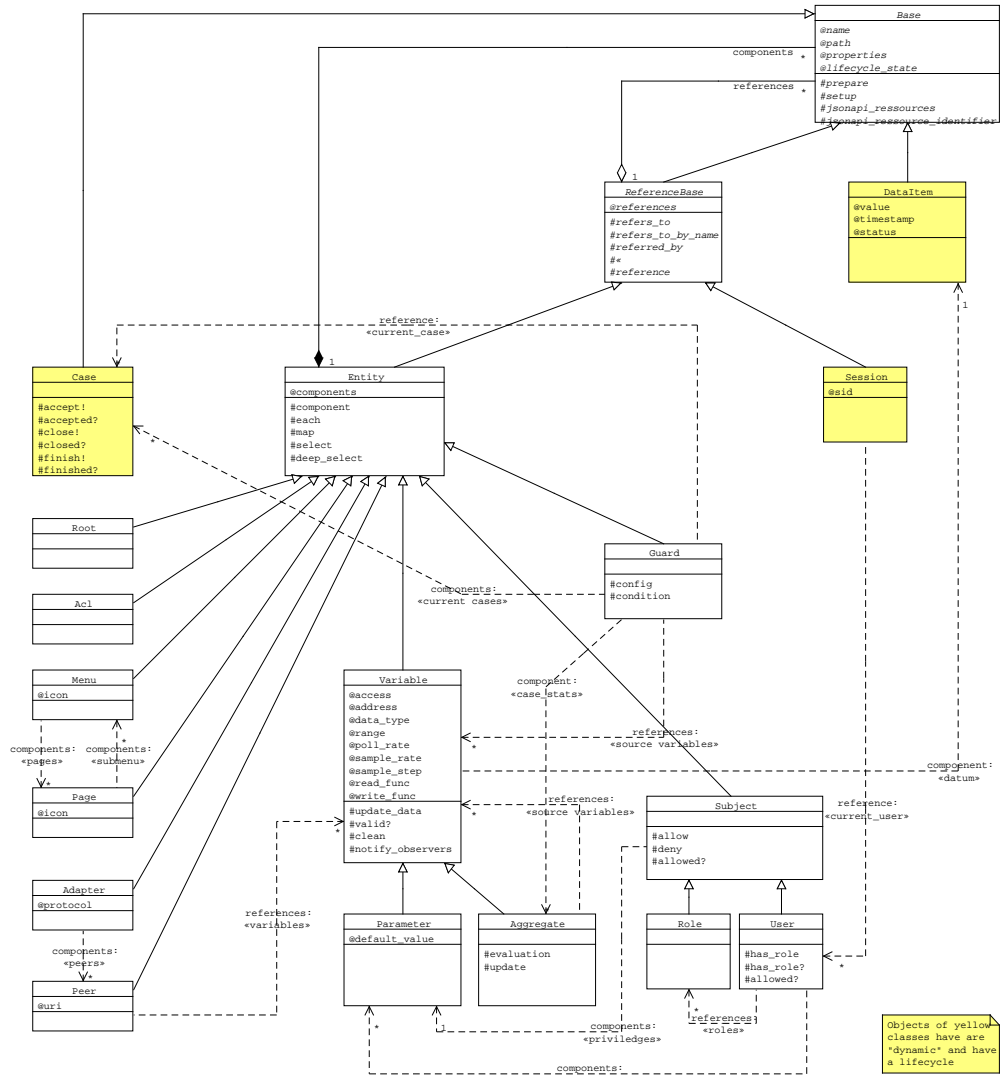 Base
@name
@path
@properties
@lifecycle_state
#prepare
#setup
#jsonapi_ressources
#jsonapi_ressource_identifier
components
*
references
*
1
ReferenceBase
@references
#refers_to
#refers_to_by_name
#referred_by
#«
#reference
DataItem
@value
@timestamp
@status
1
reference:
«current_case»
1
Case
#accept!
#accepted?
#close!
#closed?
#finish!
#finished?
*
Entity
@components
#component
#each
#map
#select
#deep_select
Session
@sid
Root
Guard
#config
#condition
components:
«current cases»
Acl
Menu
@icon
components:
«pages»
*
components:
«submenu»
*
Page
@icon
Variable
@access
@address
@data_type
@range
@poll_rate
@sample_rate
@sample_step
@read_func
@write_func
#update_data
#valid?
#clean
#notify_observers
*
component:
«case_stats»
references:
«source variables»
*
compoent:
«datum»
references:
«source variables»
*
Subject
#allow
#deny
#allowed?
reference:
«current_user»
Adapter
@protocol
components:
«peers»
*
references:
«variables»
Peer
@uri
Parameter
@default_value
Aggregate
#evaluation
#update
Role
User
#has_role
#has_role?
#allowed?
*
*
1
components:
«priviledges»
*
references:
«roles»
components:
Objects of yellow
classes have are
"dynamic" and have
a lifecycle